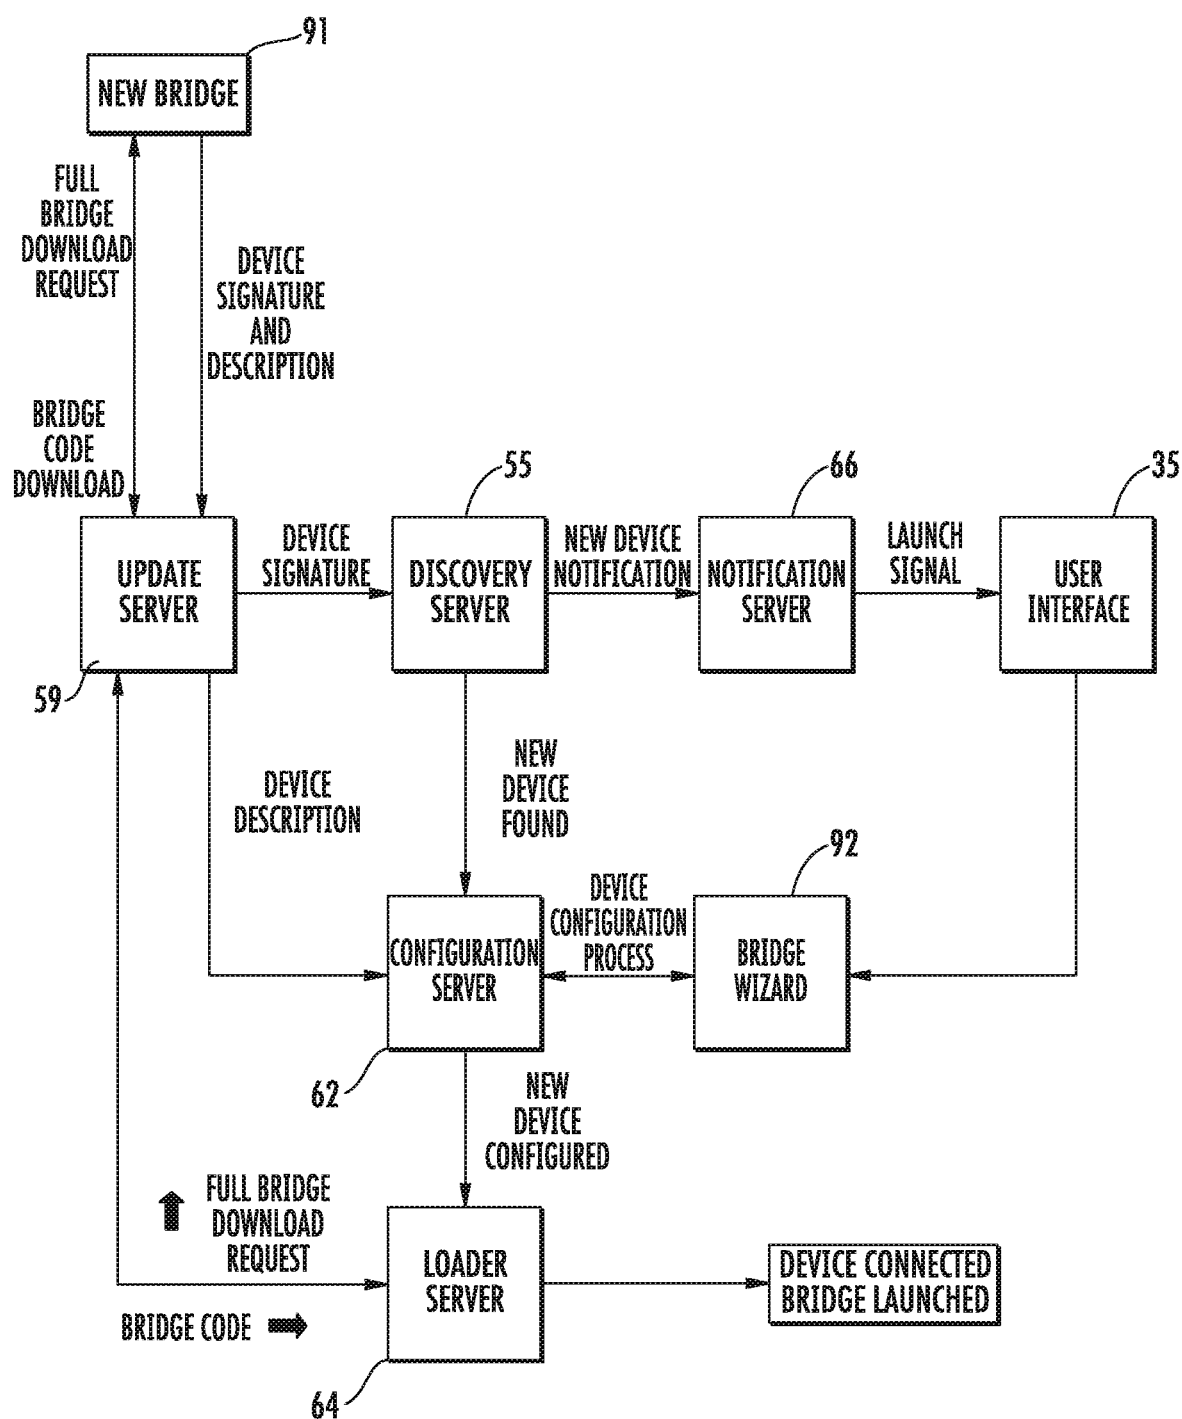 91
NEW BRIDGE
FULL
BRIDGE
DOWNLOAD
REQUEST
DEVICE
SIGNATURE
AND
DESCRIPTION
BRIDGE
CODE
DOWNLOAD
55
66
35
UPDATE
SERVER
DEVICE
SIGNATURE
DISCOVERY
SERVER
NEW DEVICE
NOTIFICATION
NOTIFICATION
SERVER
LAUNCH
SIGNAL
USER
INTERFACE
59
DEVICE
DESCRIPTION
NEW
DEVICE
FOUND
92
CONFIGURATION
SERVER
DEVICE
CONFIGURATION
PROCESS
BRIDGE
WIZARD
62
NEW
DEVICE
CONFIGURED
FULL BRIDGE
DOWNLOAD
REQUEST
LOADER
SERVER
DEVICE CONNECTED
BRIDGE LAUNCHED
BRIDGE CODE
64